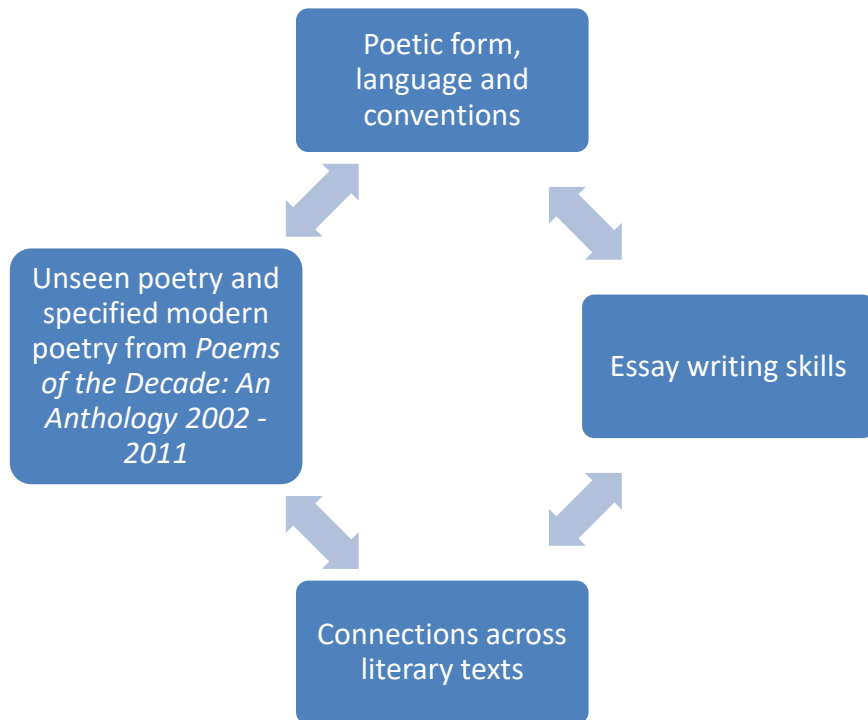 Poetic form,
language and
conventions
Unseen poetry and
specified modern
poetry from Poems
of the Decade: An
Anthology 2002 -
2011
Essay writing skills
Connections across
literary texts